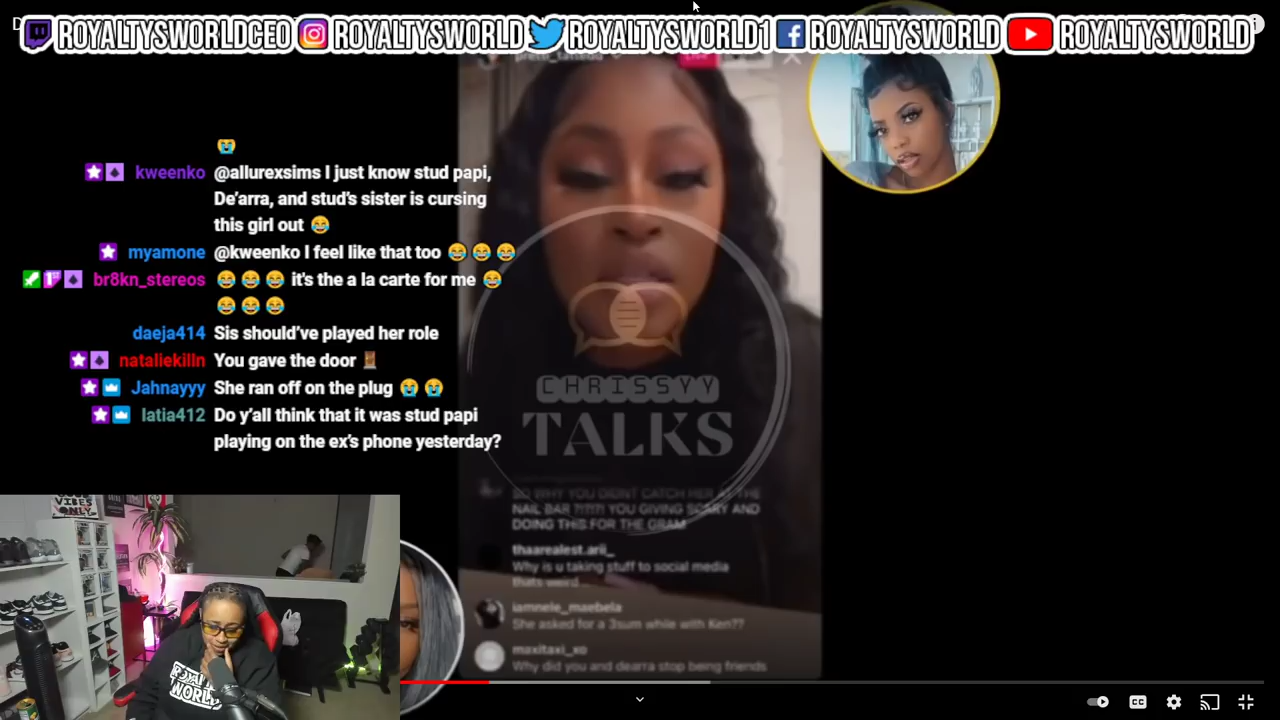 ROYALTYSWORLDCEO ROYALTYSWORLD ROYALTYSWORLD1 ROYALTYSWORLD ROYALTYSWORLD
😭
kweenko @allurexsims I just know stud papi,
De'arra, and stud's sister is cursing
this girl out 😂
myamone @kweenko I feel like that too 😂 😂 😂
br8kn_stereos 😂 😂 😂 it's the a la carte for me 😂
😂 😂 😂
daeja414 Sis should've played her role
nataliekilln You gave the door 🚪
Jahnayyy She ran off on the plug 😭 😭
latia412 Do y'all think that it was stud papi
playing on the ex's phone yesterday?
CHRISSYY
TALKS
SO WHY YOU DIDNT CATCH HER AT THE
NAIL BAR ?!?!?! YOU GIVING SCARY AND
DOING THIS FOR THE GRAM
thaarealest.arii_
Why is u taking stuff to social media
thats weird
iamnele_maebela
She asked for a 3sum while with Ken??
maxitaxi_xo
Why did you and dearra stop being friends
VIBES
ONLY
ROYALTY
WORLD
CC